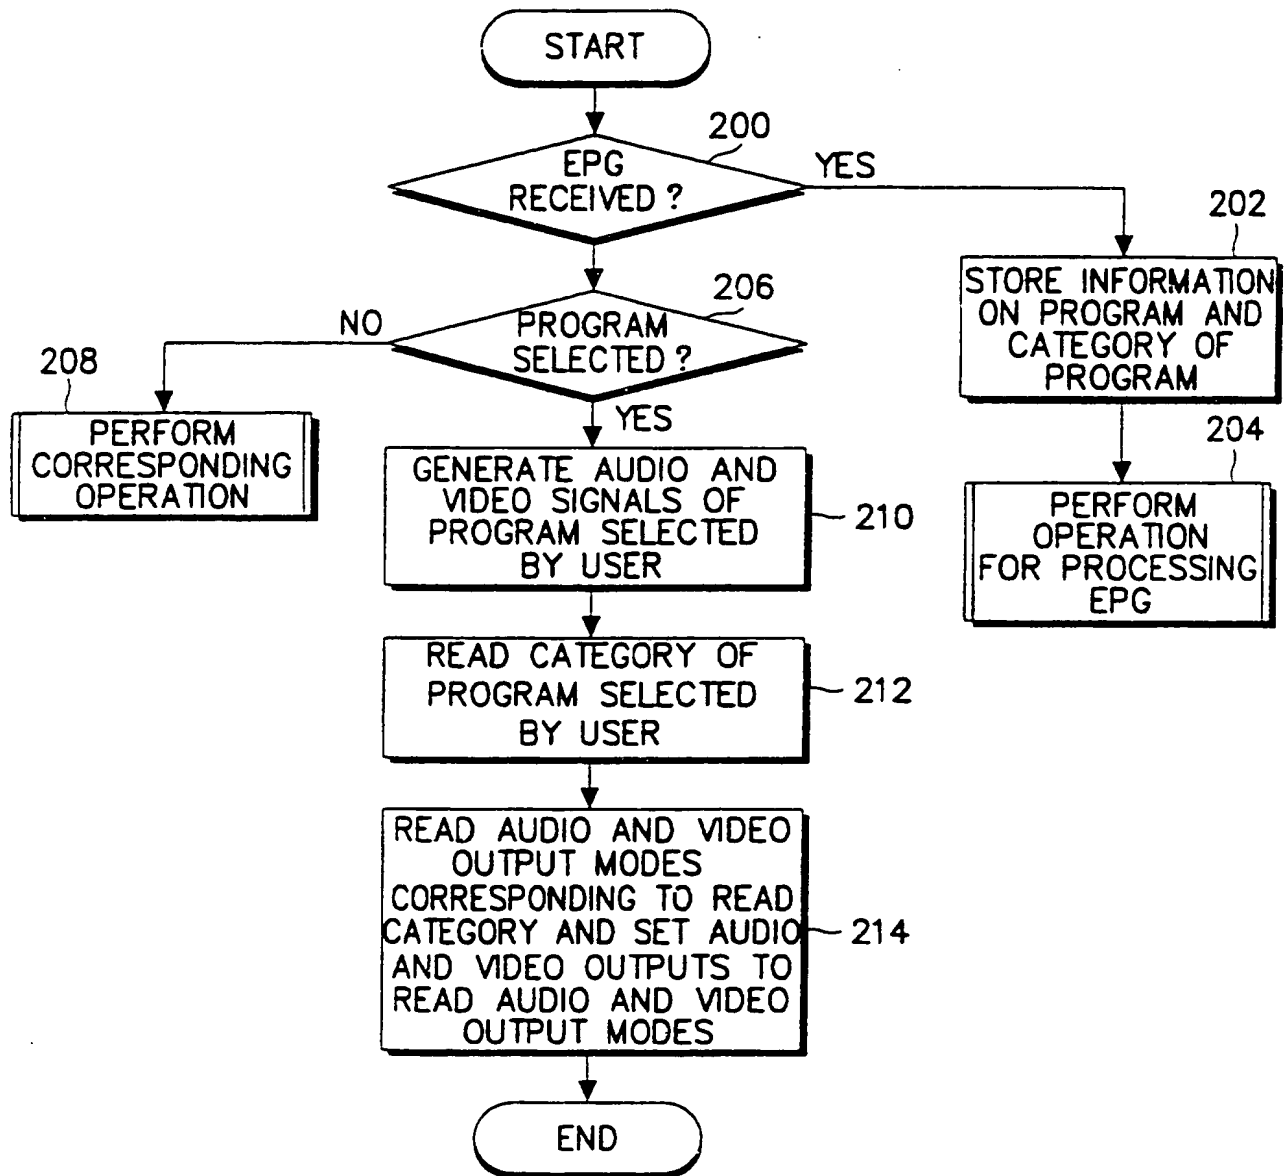 START
200
EPG
RECEIVED ?
YES
202
STORE INFORMATION
ON PROGRAM AND
CATEGORY OF
PROGRAM
206
PROGRAM
SELECTED ?
NO
208
PERFORM
CORRESPONDING
OPERATION
YES
204
PERFORM
OPERATION
FOR PROCESSING
EPG
GENERATE AUDIO AND
VIDEO SIGNALS OF
PROGRAM SELECTED
BY USER
210
READ CATEGORY OF
PROGRAM SELECTED
BY USER
212
READ AUDIO AND VIDEO
OUTPUT MODES
CORRESPONDING TO READ
CATEGORY AND SET AUDIO
AND VIDEO OUTPUTS TO
READ AUDIO AND VIDEO
OUTPUT MODES
214
END